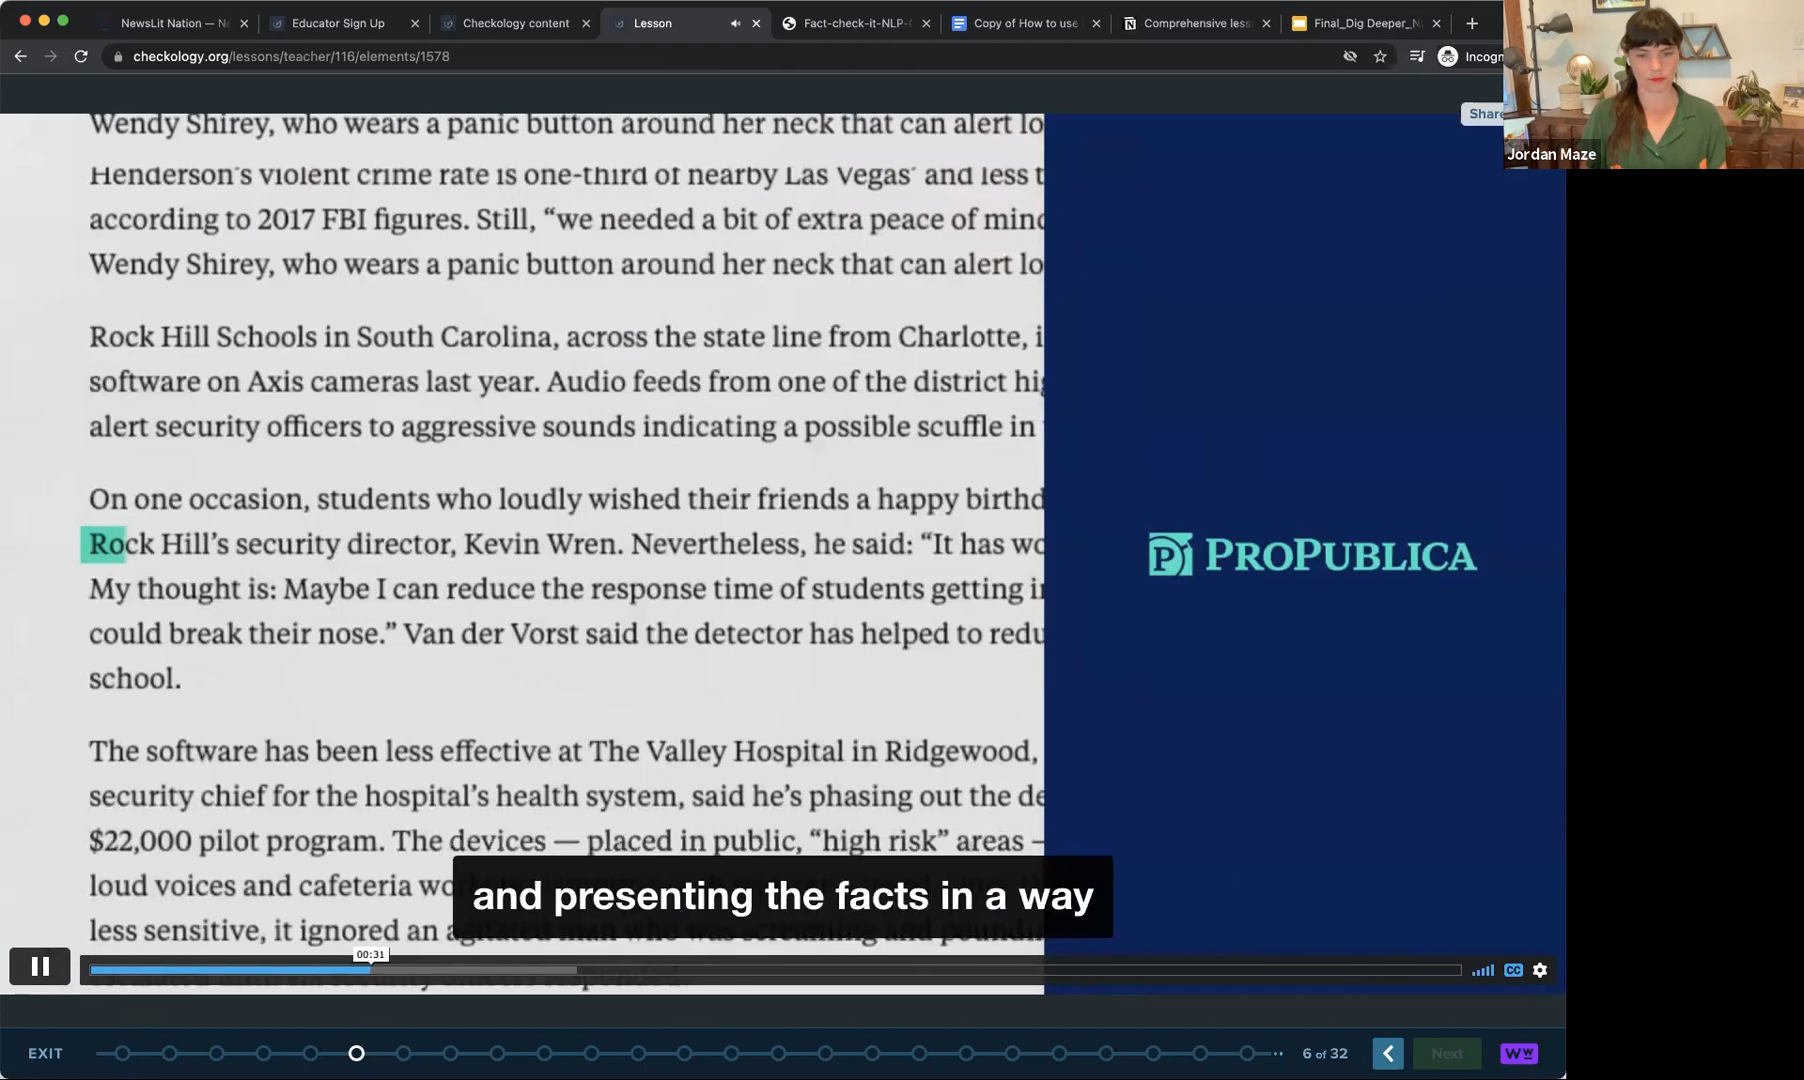 NewsLit Nation — Ne
Educator Sign Up
Checkology content
Lesson
Fact-check-it-NLP-C
Copy of How to use
Comprehensive less
Final_Dig Deeper_NL
checkology.org/lessons/teacher/116/elements/1578
Incogn
Share
Jordan Maze
Wendy Shirey, who wears a panic button around her neck that can alert lo
Henderson’s violent crime rate is one-third of nearby Las Vegas’ and less t
according to 2017 FBI figures. Still, “we needed a bit of extra peace of mind
Wendy Shirey, who wears a panic button around her neck that can alert lo
Rock Hill Schools in South Carolina, across the state line from Charlotte, i
software on Axis cameras last year. Audio feeds from one of the district hig
alert security officers to aggressive sounds indicating a possible scuffle in
On one occasion, students who loudly wished their friends a happy birthd
Rock Hill’s security director, Kevin Wren. Nevertheless, he said: “It has wo
My thought is: Maybe I can reduce the response time of students getting in
could break their nose.” Van der Vorst said the detector has helped to redu
school.
PROPUBLICA
The software has been less effective at The Valley Hospital in Ridgewood,
security chief for the hospital’s health system, said he’s phasing out the de
$22,000 pilot program. The devices — placed in public, “high risk” areas –
loud voices and cafeteria wo
and presenting the facts in a way
less sensitive, it ignored an agitated man who was screaming and poundin
00:31
CC
EXIT
6 of 32
Next